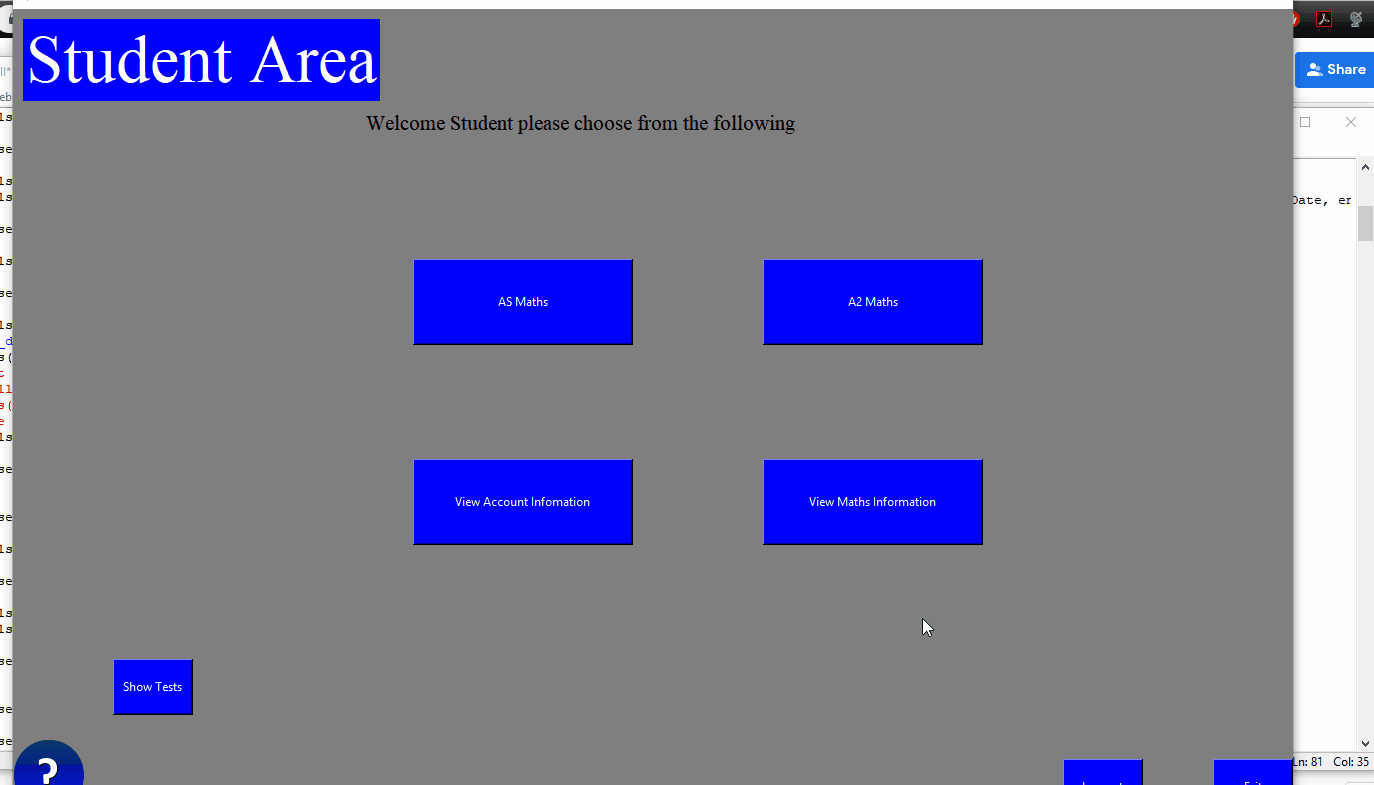 Student Area
Share
Welcome Student please choose from the following
Date, er
AS Maths
A2 Maths
View Account Infomation
View Maths Information
Show Tests
?
Ln: 81 Col: 35